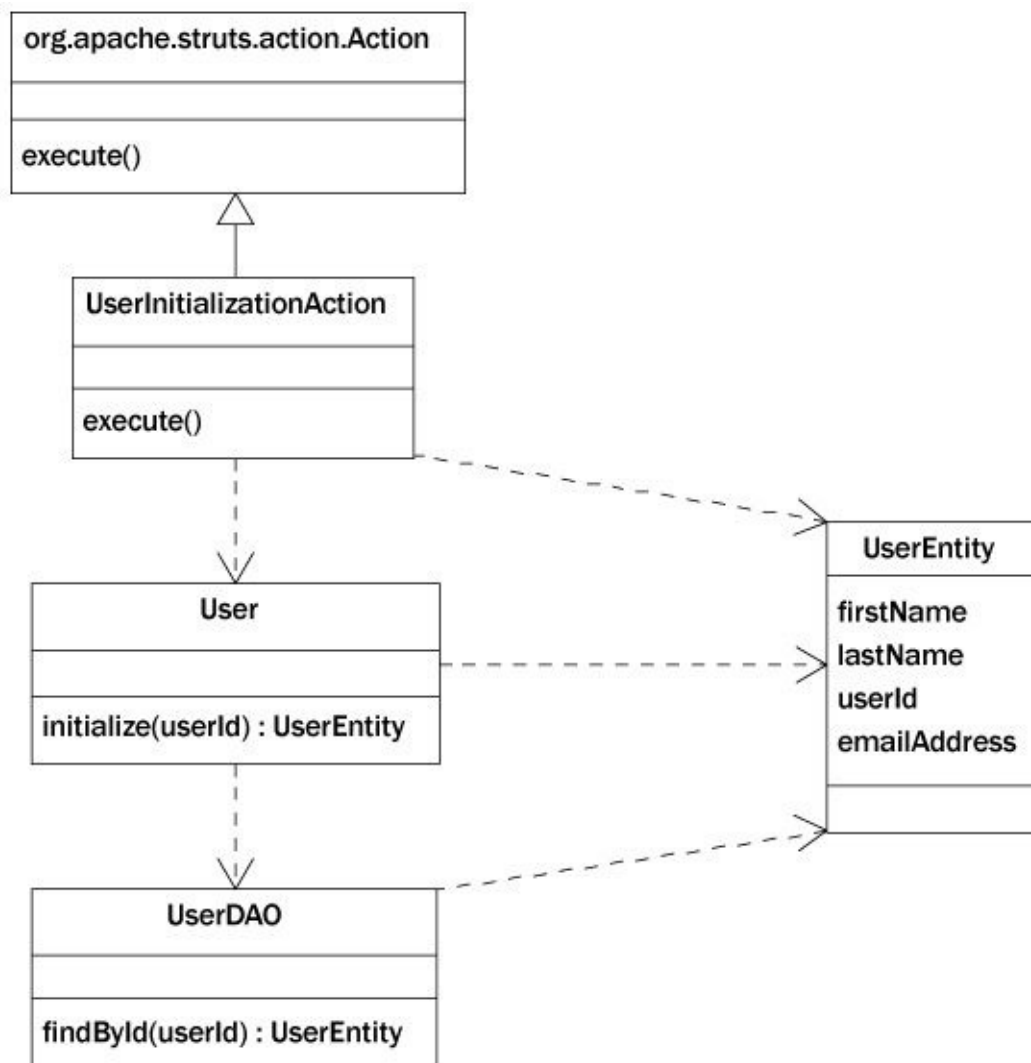 org.apache.struts.action.Action
execute()
UserInitializationAction
execute()
User
initialize(userId) : UserEntity
UserDAO
findById(userId) : UserEntity
UserEntity
firstName
lastName
userId
emailAddress